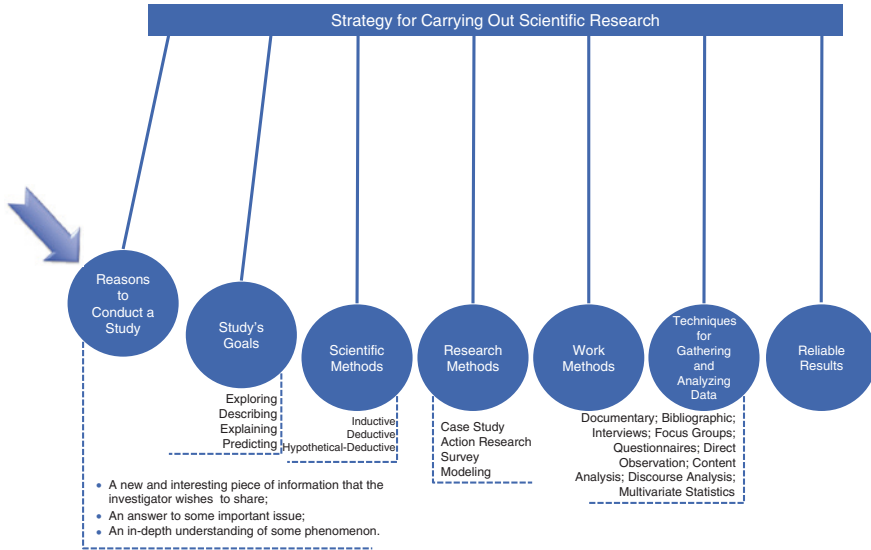 Strategy for Carrying Out Scientific Research
Reasons
to
Conduct a
Study
Study's
Goals
Scientific
Methods
Research
Methods
Work
Methods
Techniques
for
Gathering
and
Analyzing
Data
Reliable
Results
Exploring
Describing
Explaining
Predicting
Inductive
Deductive
Hypothetical-Deductive
Case Study
Action Research
Survey
Modeling
Documentary; Bibliographic;
Interviews; Focus Groups;
Questionnaires; Direct
Observation; Content
Analysis; Discourse Analysis;
Multivariate Statistics
• A new and interesting piece of information that the
investigator wishes to share;
• An answer to some important issue;
• An in-depth understanding of some phenomenon.